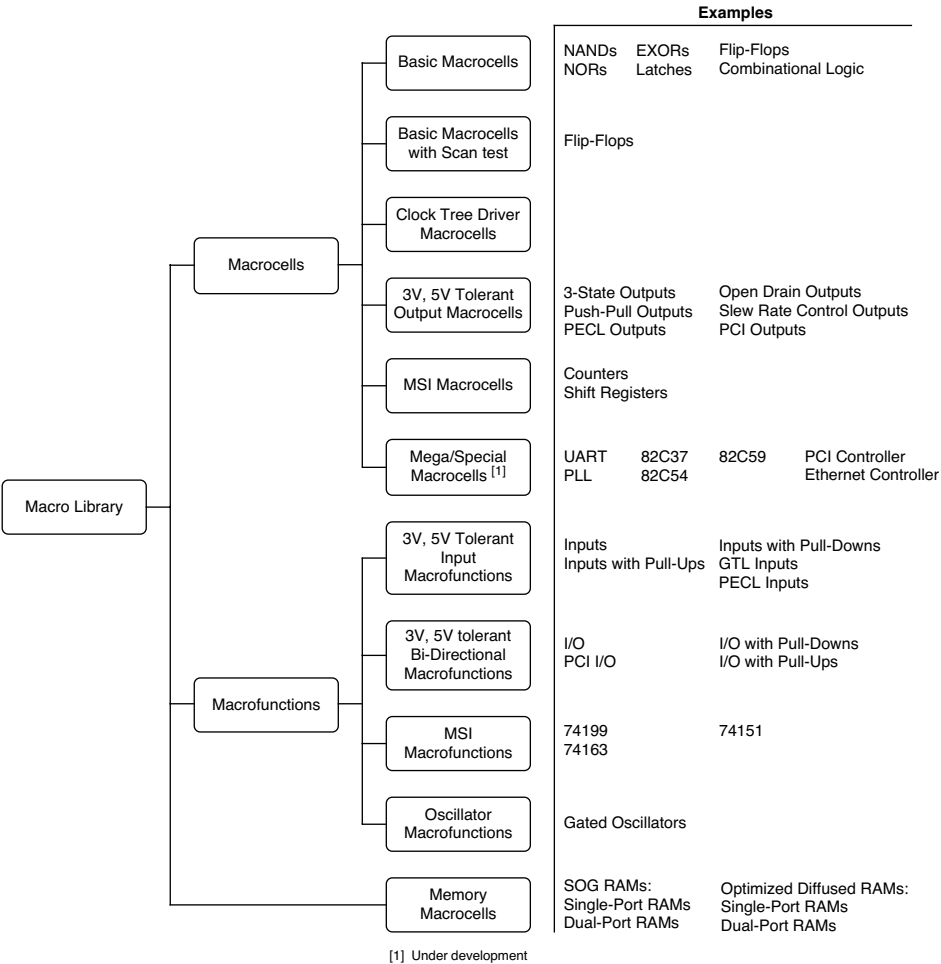 Examples
Basic Macrocells
NANDs EXORs Flip-Flops
NORs Latches Combinational Logic
Basic Macrocells
with Scan test
Flip-Flops
Clock Tree Driver
Macrocells
Macrocells
3V, 5V Tolerant
Output Macrocells
3-State Outputs Open Drain Outputs
Push-Pull Outputs Slew Rate Control Outputs
PECL Outputs PCI Outputs
MSI Macrocells
Counters
Shift Registers
Mega/Special
Macrocells [1]
UART 82C37 82C59 PCI Controller
PLL 82C54 Ethernet Controller
Macro Library
3V, 5V Tolerant
Input
Macrofunctions
Inputs Inputs with Pull-Downs
Inputs with Pull-Ups GTL Inputs
PECL Inputs
3V, 5V tolerant
Bi-Directional
Macrofunctions
I/O I/O with Pull-Downs
PCI I/O I/O with Pull-Ups
Macrofunctions
MSI
Macrofunctions
74199 74151
74163
Oscillator
Macrofunctions
Gated Oscillators
Memory
Macrocells
SOG RAMs: Optimized Diffused RAMs:
Single-Port RAMs Single-Port RAMs
Dual-Port RAMs Dual-Port RAMs
[1] Under development